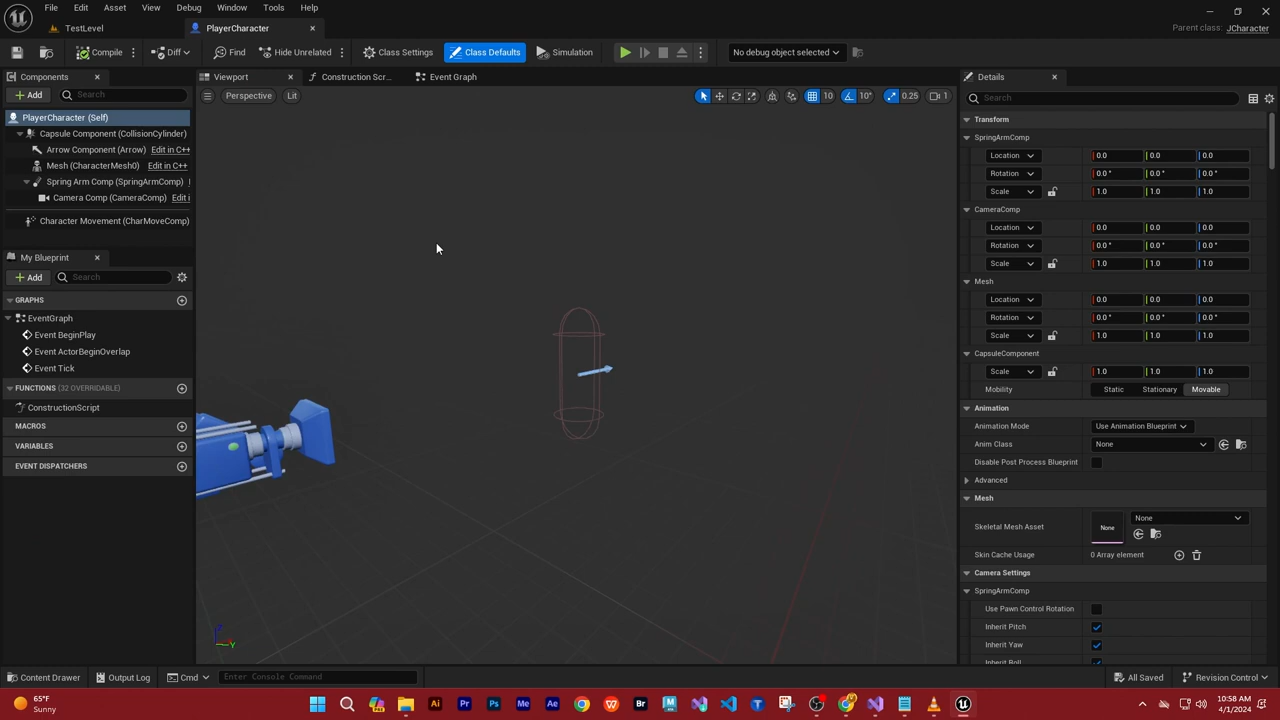 File Edit Asset View Debug Window Tools Help
TestLevel
PlayerCharacter
Parent class: JCharacter
Compile
Diff
Find
Hide Unrelated
Class Settings
Class Defaults
Simulation
No debug object selected
Components
Add
Search
PlayerCharacter (Self)
Capsule Component (CollisionCylinder)
Arrow Component (Arrow) Edit in C++
Mesh (CharacterMesh0) Edit in C++
Spring Arm Comp (SpringArmComp)
Camera Comp (CameraComp) Edit i
Character Movement (CharMoveComp)
My Blueprint
Add
Search
GRAPHS
EventGraph
Event BeginPlay
Event ActorBeginOverlap
Event Tick
FUNCTIONS (32 OVERRIDABLE)
ConstructionScript
MACROS
VARIABLES
EVENT DISPATCHERS
Viewport
Construction Scr...
Event Graph
Perspective
Lit
10
10°
0.25
1
Z
Y
Details
Search
Transform
SpringArmComp
Location 0.0 0.0 0.0
Rotation 0.0 ° 0.0 ° 0.0 °
Scale 1.0 1.0 1.0
CameraComp
Location 0.0 0.0 0.0
Rotation 0.0 ° 0.0 ° 0.0 °
Scale 1.0 1.0 1.0
Mesh
Location 0.0 0.0 0.0
Rotation 0.0 ° 0.0 ° 0.0 °
Scale 1.0 1.0 1.0
CapsuleComponent
Scale 1.0 1.0 1.0
Mobility Static Stationary Movable
Animation
Animation Mode Use Animation Blueprint
Anim Class None
Disable Post Process Blueprint
Advanced
Mesh
Skeletal Mesh Asset None None
Skin Cache Usage 0 Array element
Camera Settings
SpringArmComp
Use Pawn Control Rotation
Inherit Pitch
Inherit Yaw
Inherit Roll
Content Drawer
Output Log
Cmd
Enter Console Command
All Saved
Revision Control
65°F
Sunny
Ai Pr Ps Me Ae Br M T
10:58 AM
4/1/2024